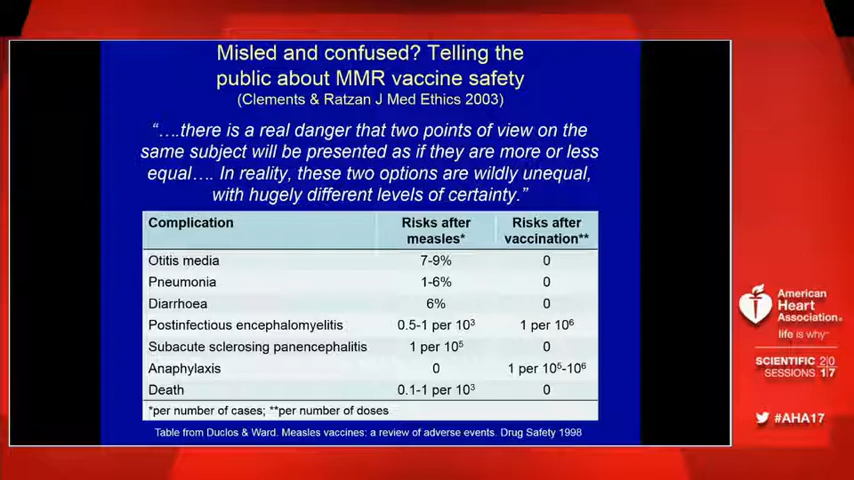 Misled and confused? Telling the
public about MMR vaccine safety
(Clements & Ratzan J Med Ethics 2003)
“….there is a real danger that two points of view on the
same subject will be presented as if they are more or less
equal…. In reality, these two options are wildly unequal,
with hugely different levels of certainty.”
Complication Risks after measles* Risks after vaccination**
Otitis media 7-9% 0
Pneumonia 1-6% 0
Diarrhoea 6% 0
Postinfectious encephalomyelitis 0.5-1 per 10³ 1 per 10⁶
Subacute sclerosing panencephalitis 1 per 10⁵ 0
Anaphylaxis 0 1 per 10⁵-10⁶
Death 0.1-1 per 10³ 0
*per number of cases; **per number of doses
Table from Duclos & Ward. Measles vaccines: a review of adverse events. Drug Safety 1998
American
Heart
Association®
life is why™
SCIENTIFIC 20
SESSIONS 17
#AHA17